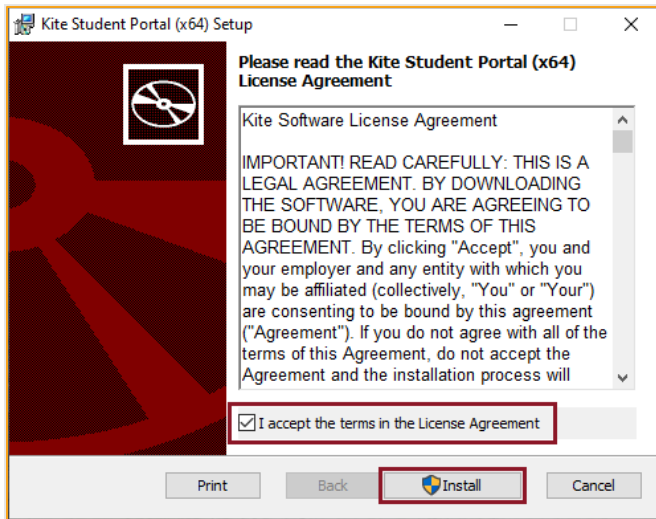 Kite Student Portal (x64) Setup
Please read the Kite Student Portal (x64)
License Agreement
Kite Software License Agreement
IMPORTANT! READ CAREFULLY: THIS IS A
LEGAL AGREEMENT. BY DOWNLOADING
THE SOFTWARE, YOU ARE AGREEING TO
BE BOUND BY THE TERMS OF THIS
AGREEMENT. By clicking "Accept", you and
your employer and any entity with which you
may be affiliated (collectively, "You" or "Your")
are consenting to be bound by this agreement
("Agreement"). If you do not agree with all of the
terms of this Agreement, do not accept the
Agreement and the installation process will
I accept the terms in the License Agreement
Print Back Install Cancel